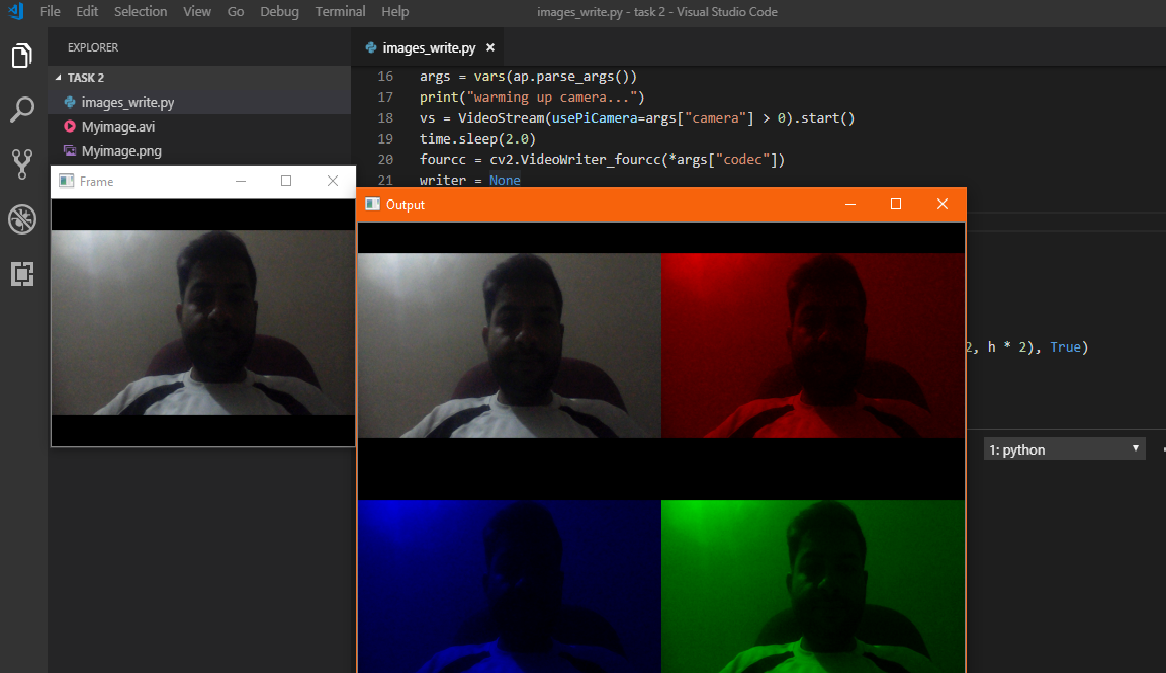 File Edit Selection View Go Debug Terminal Help
images_write.py - task 2 - Visual Studio Code
EXPLORER
TASK 2
images_write.py
Myimage.avi
Myimage.png
images_write.py
16 args = vars(ap.parse_args())
17 print("warming up camera...")
18 vs = VideoStream(usePiCamera=args["camera"] > 0).start()
19 time.sleep(2.0)
20 fourcc = cv2.VideoWriter_fourcc(*args["codec"])
21 writer = None
Frame
Output
2, h * 2), True)
1: python